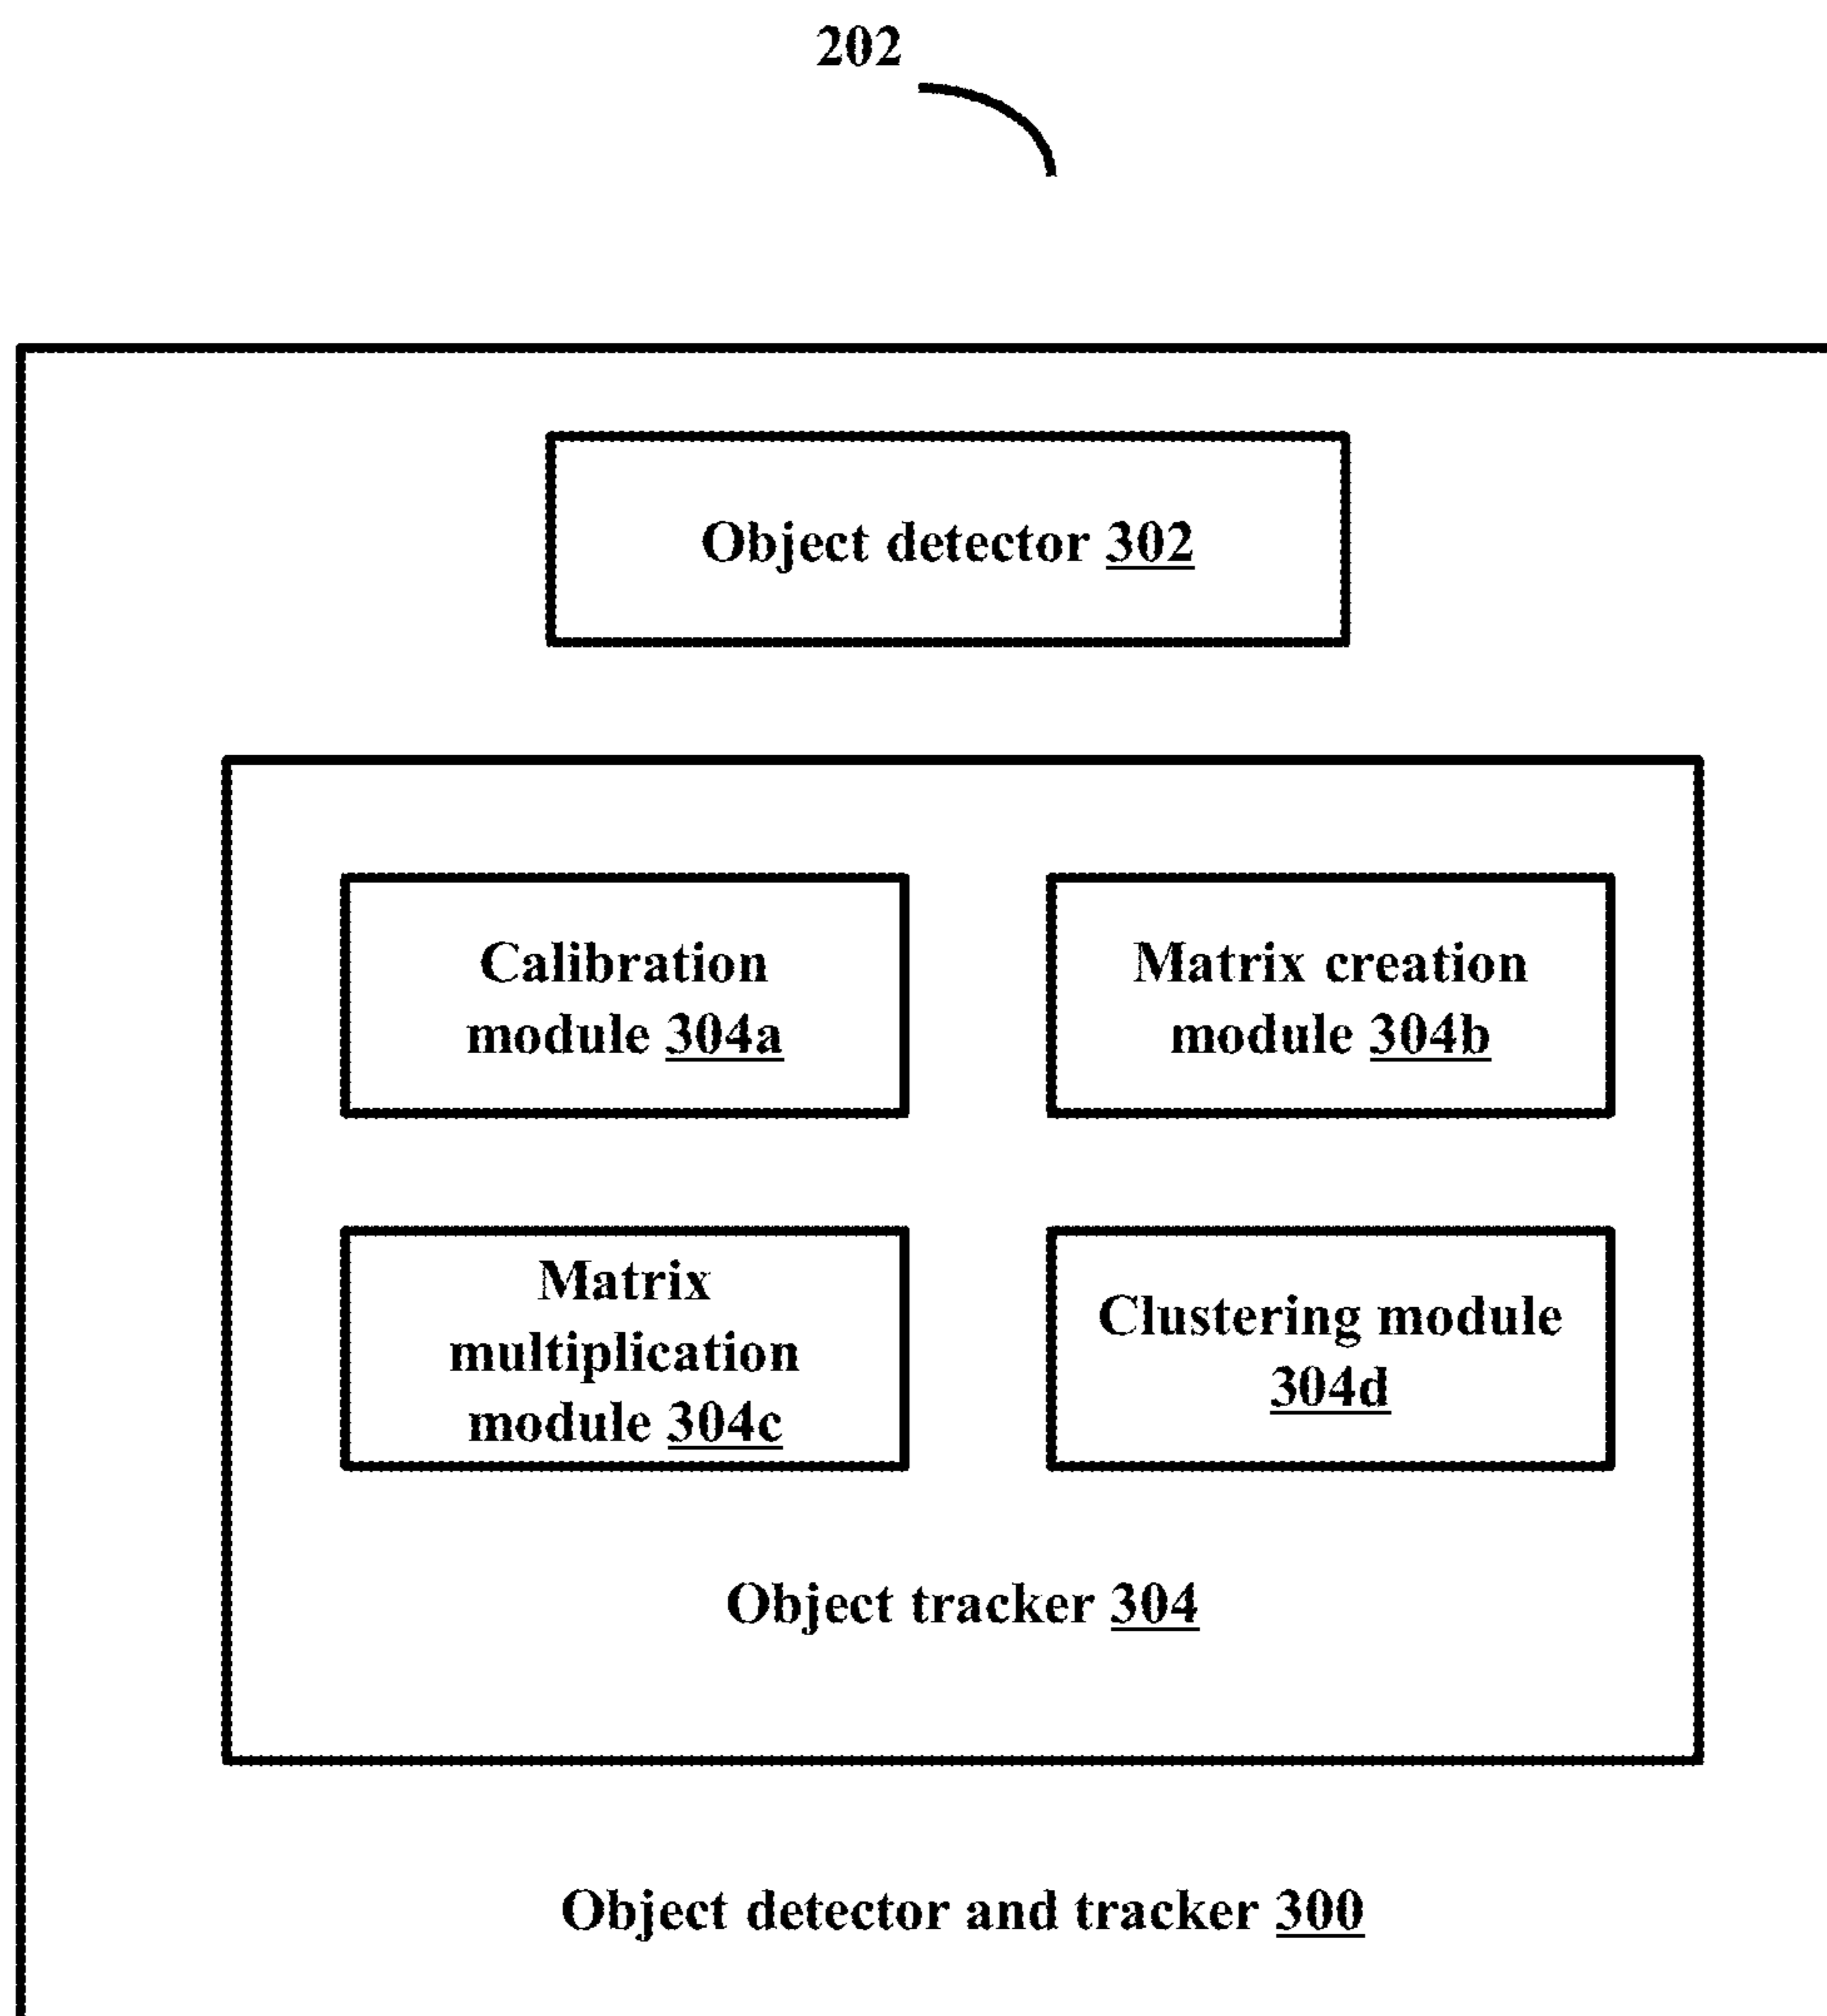 202
Object detector 302
Calibration
module 304a
Matrix creation
module 304b
Matrix
multiplication
module 304c
Clustering module
304d
Object tracker 304
Object detector and tracker 300